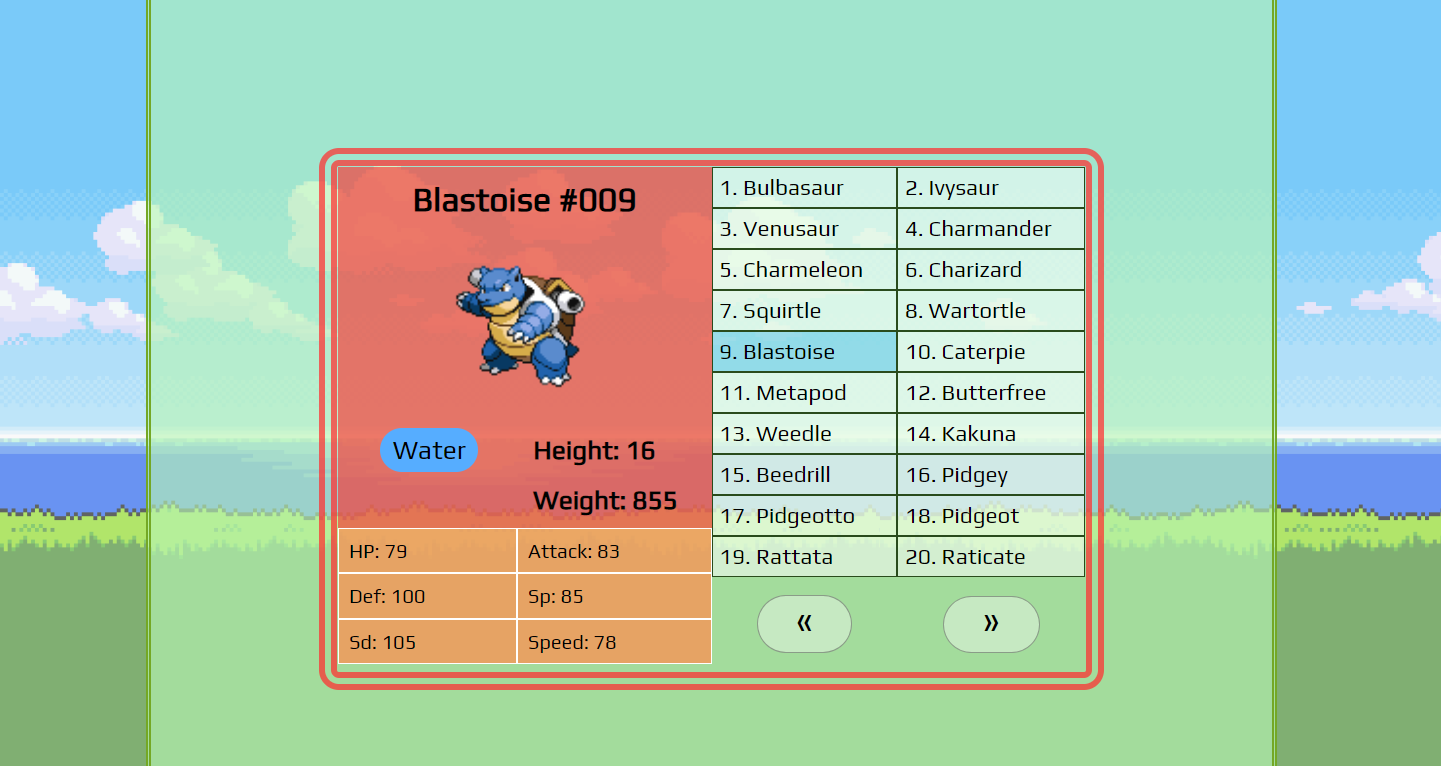 Blastoise #009
Water
Height: 16
Weight: 855
HP: 79
Attack: 83
Def: 100
Sp: 85
Sd: 105
Speed: 78
1. Bulbasaur
2. Ivysaur
3. Venusaur
4. Charmander
5. Charmeleon
6. Charizard
7. Squirtle
8. Wartortle
9. Blastoise
10. Caterpie
11. Metapod
12. Butterfree
13. Weedle
14. Kakuna
15. Beedrill
16. Pidgey
17. Pidgeotto
18. Pidgeot
19. Rattata
20. Raticate
«
»